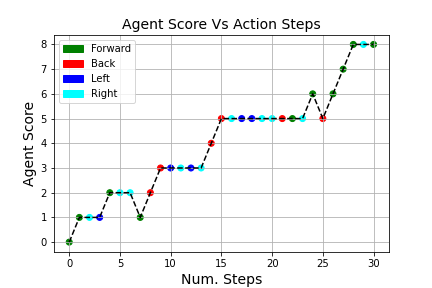 Agent Score Vs Action Steps
Forward
Back
Left
Right
8
7
6
5
4
3
2
1
0
Agent Score
0 5 10 15 20 25 30
Num. Steps